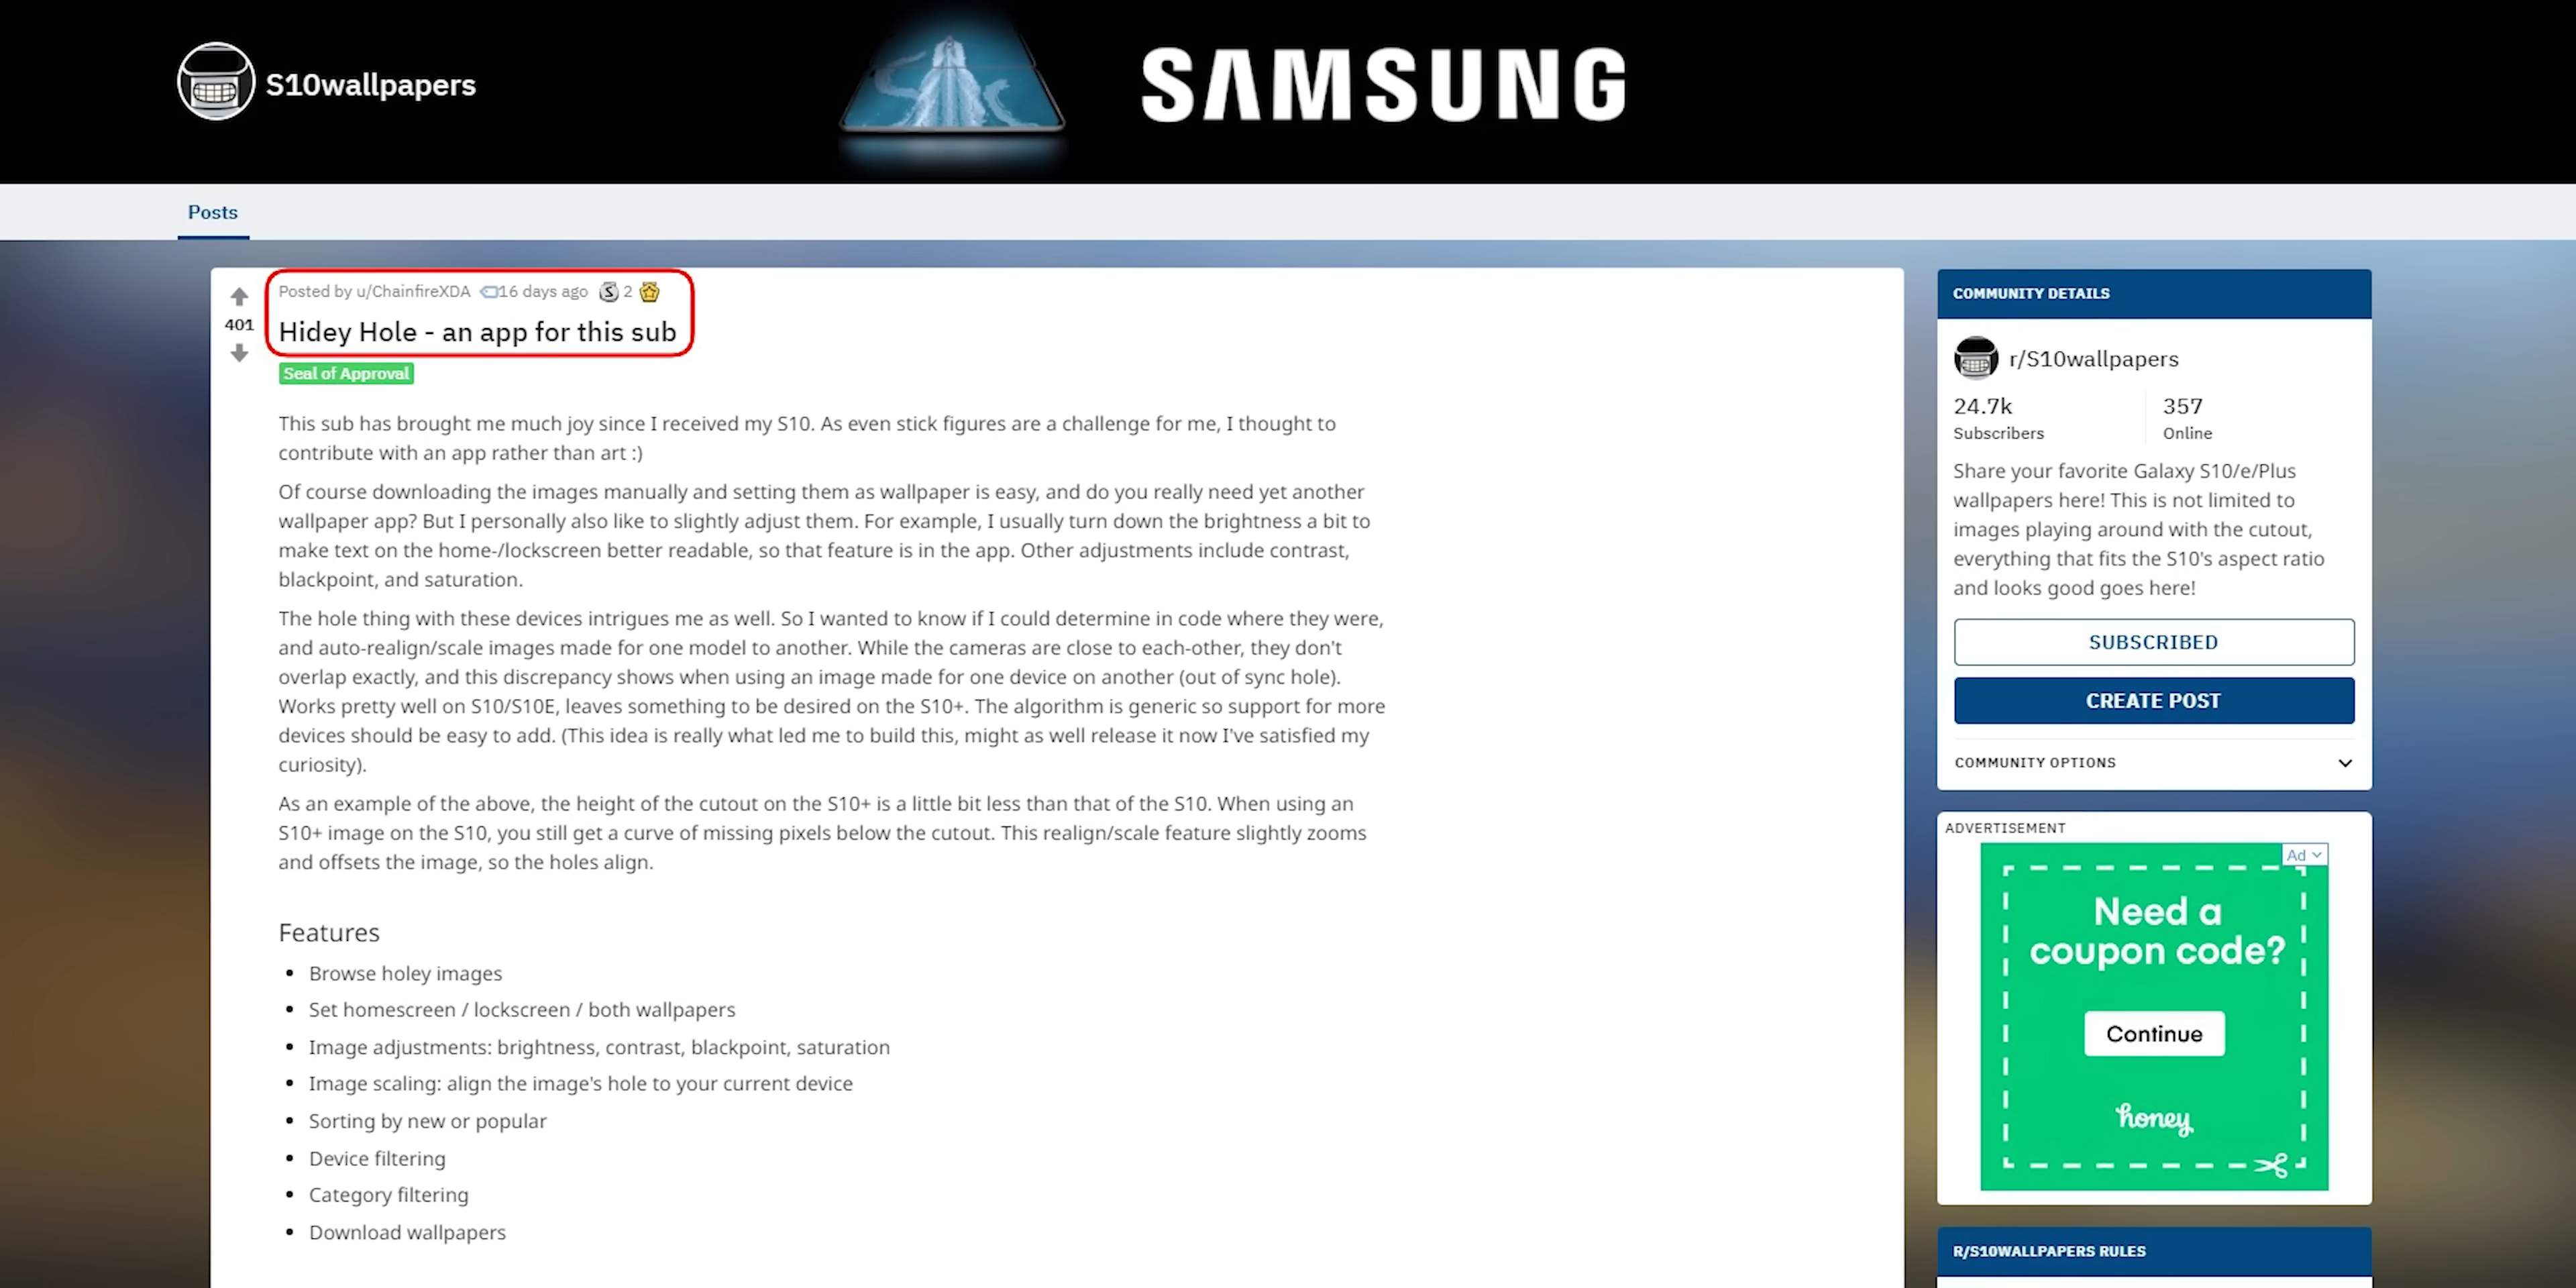 S10wallpapers
SAMSUNG
Posts
Posted by u/ChainfireXDA 16 days ago S 2
401
Hidey Hole - an app for this sub
Seal of Approval
This sub has brought me much joy since I received my S10. As even stick figures are a challenge for me, I thought to
contribute with an app rather than art :)
Of course downloading the images manually and setting them as wallpaper is easy, and do you really need yet another
wallpaper app? But I personally also like to slightly adjust them. For example, I usually turn down the brightness a bit to
make text on the home-/lockscreen better readable, so that feature is in the app. Other adjustments include contrast,
blackpoint, and saturation.
The hole thing with these devices intrigues me as well. So I wanted to know if I could determine in code where they were,
and auto-realign/scale images made for one model to another. While the cameras are close to each-other, they don't
overlap exactly, and this discrepancy shows when using an image made for one device on another (out of sync hole).
Works pretty well on S10/S10E, leaves something to be desired on the S10+. The algorithm is generic so support for more
devices should be easy to add. (This idea is really what led me to build this, might as well release it now I've satisfied my
curiosity).
As an example of the above, the height of the cutout on the S10+ is a little bit less than that of the S10. When using an
S10+ image on the S10, you still get a curve of missing pixels below the cutout. This realign/scale feature slightly zooms
and offsets the image, so the holes align.
Features
• Browse holey images
• Set homescreen / lockscreen / both wallpapers
• Image adjustments: brightness, contrast, blackpoint, saturation
• Image scaling: align the image's hole to your current device
• Sorting by new or popular
• Device filtering
• Category filtering
• Download wallpapers
COMMUNITY DETAILS
r/S10wallpapers
24.7k 357
Subscribers Online
Share your favorite Galaxy S10/e/Plus
wallpapers here! This is not limited to
images playing around with the cutout,
everything that fits the S10's aspect ratio
and looks good goes here!
SUBSCRIBED
CREATE POST
COMMUNITY OPTIONS
ADVERTISEMENT
Ad
Need a
coupon code?
Continue
honey
R/S10WALLPAPERS RULES